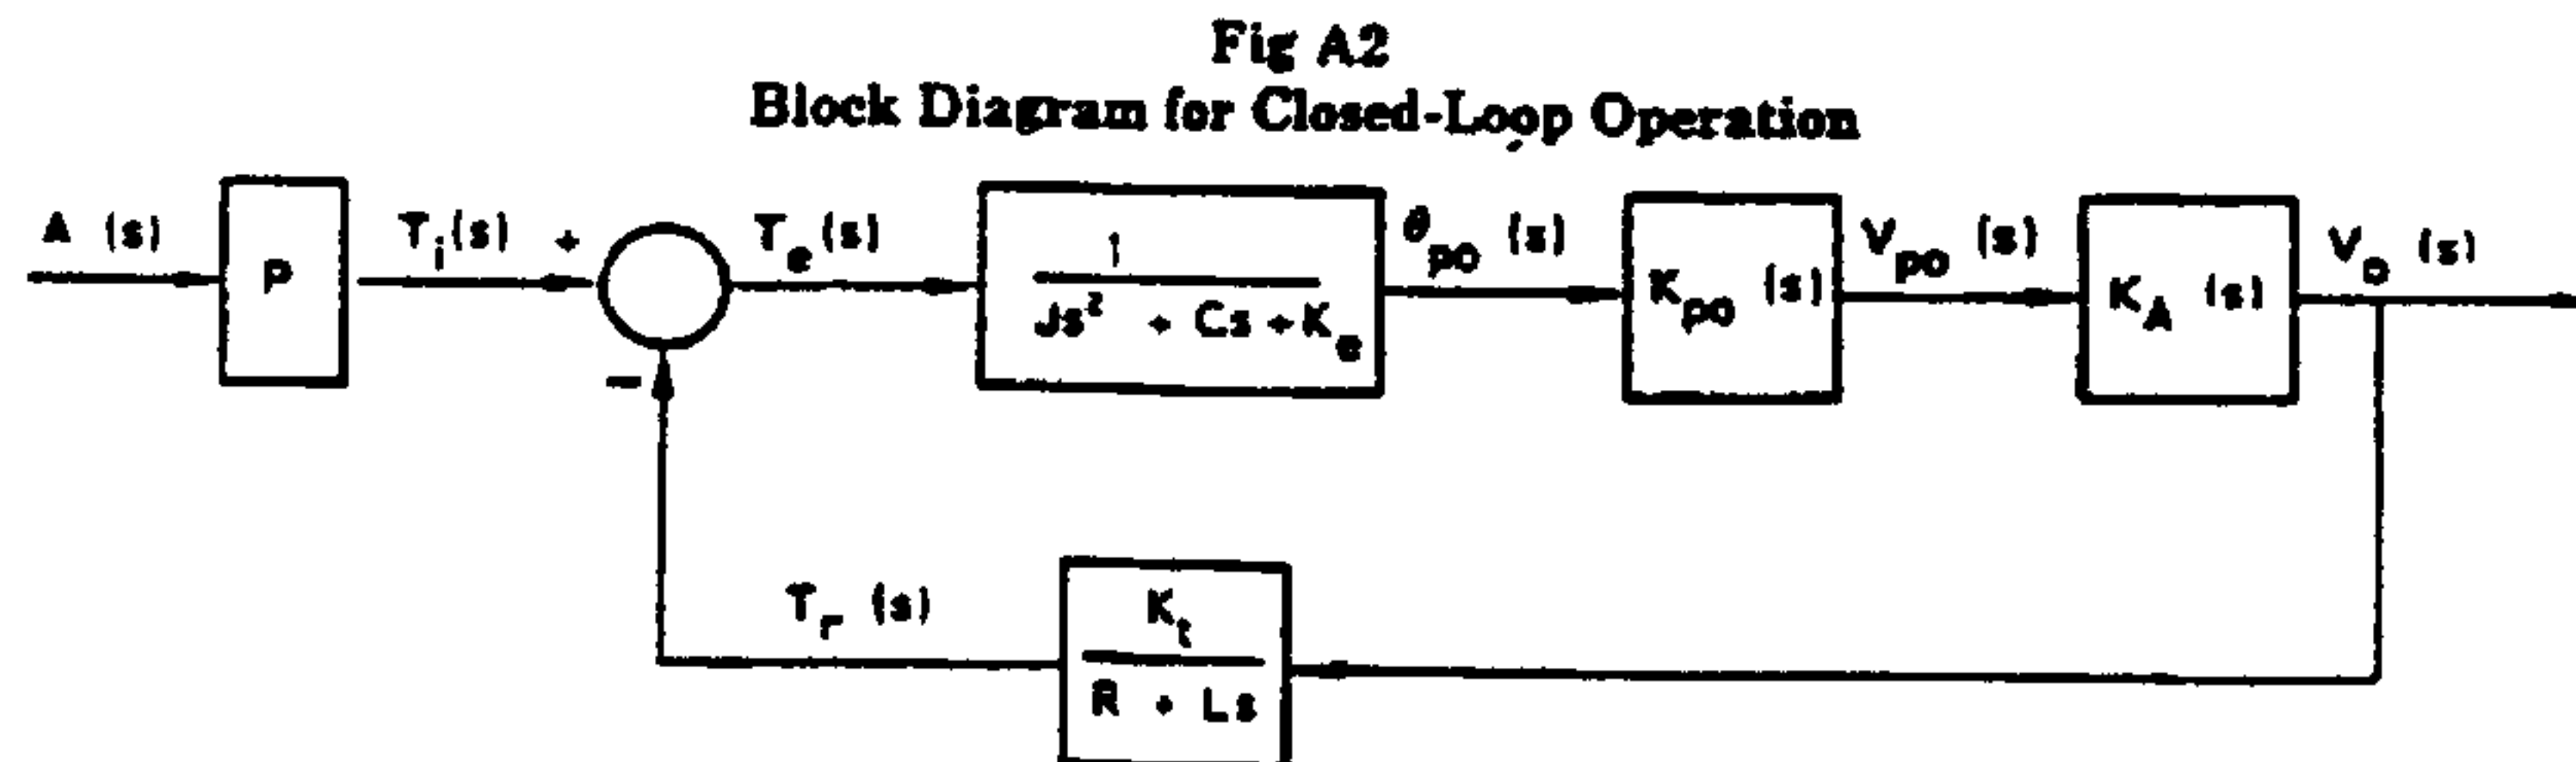 Fig A2
Block Diagram for Closed-Loop Operation
A (s)
P
T_i(s)
+
T_e(s)
1
Js² + Cs + K_e
θ_po (s)
K_po (s)
V_po (s)
K_A (s)
V_o (s)
−
T_r (s)
K_t
R + Ls